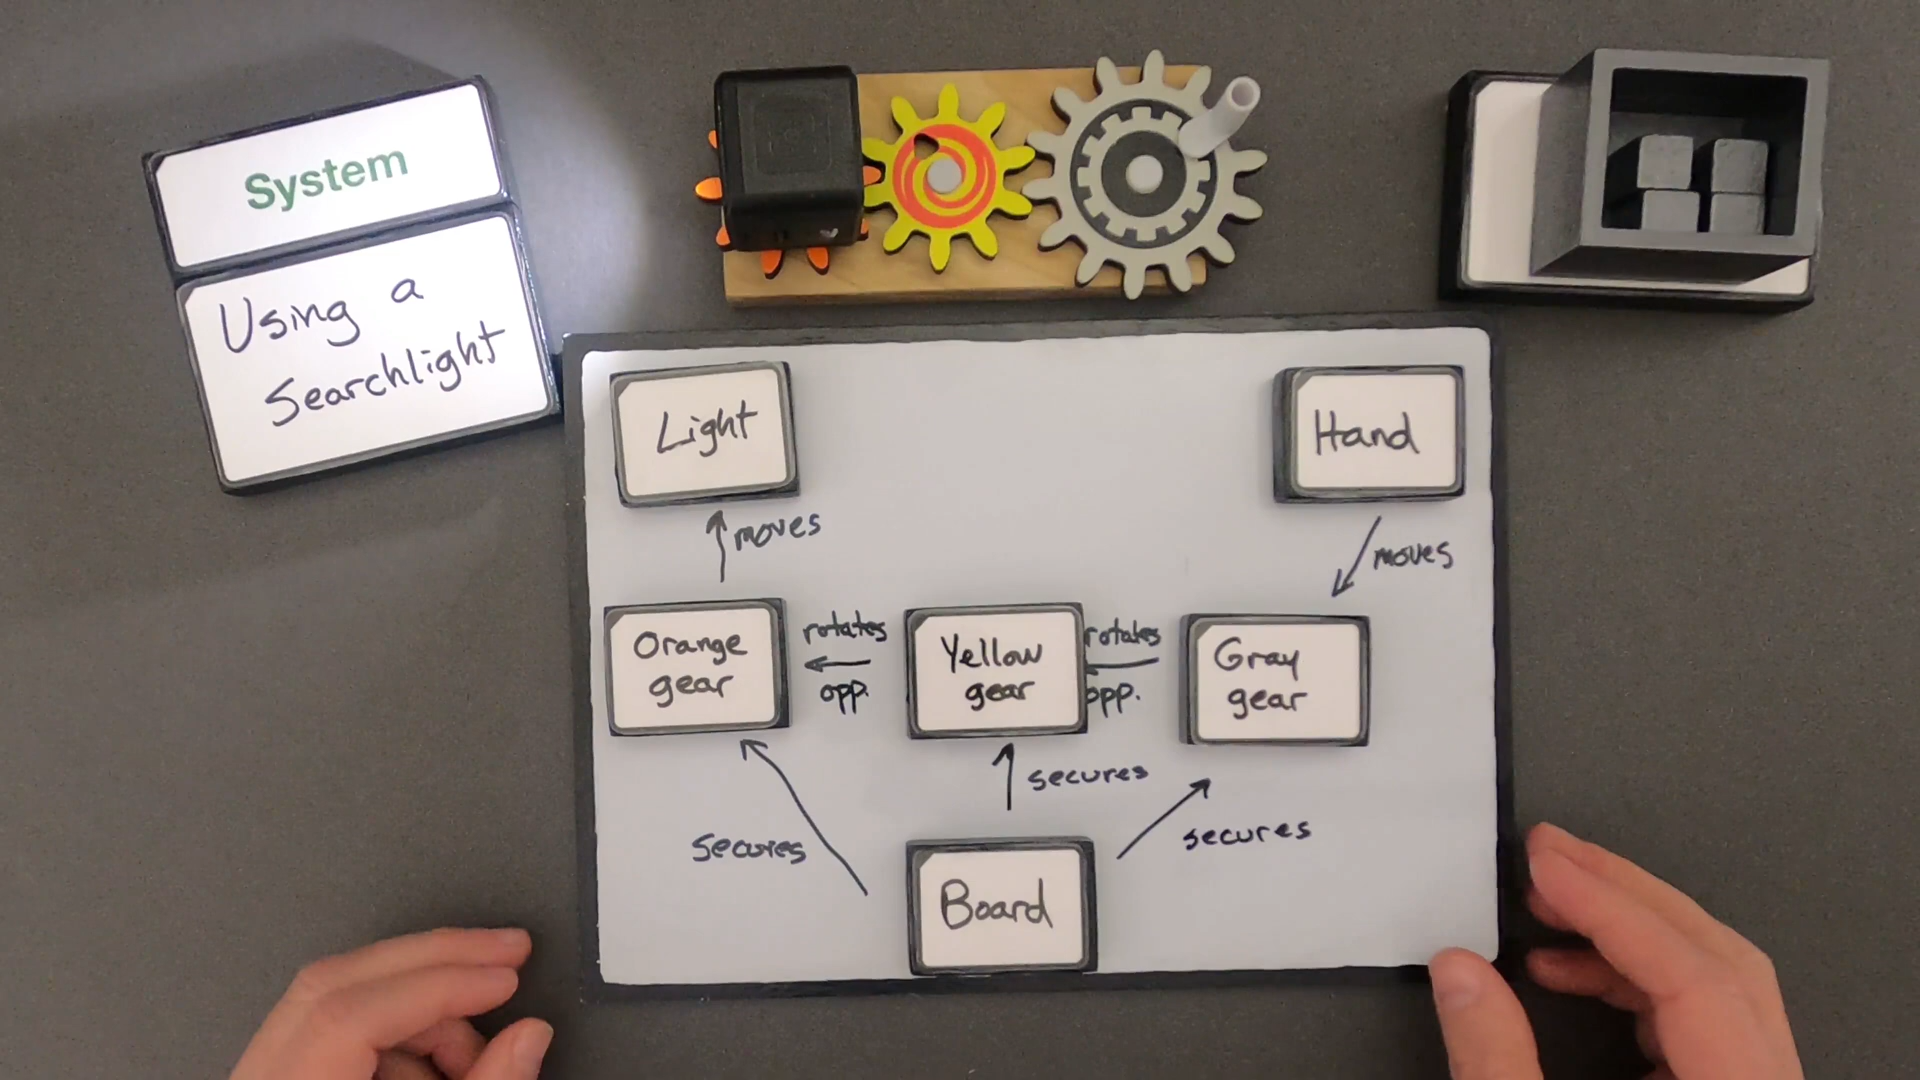 System
Using a
Searchlight
Light
Hand
moves
moves
Orange
gear
rotates
opp.
Yellow
gear
rotates
opp.
Gray
gear
secures
secures
secures
Board